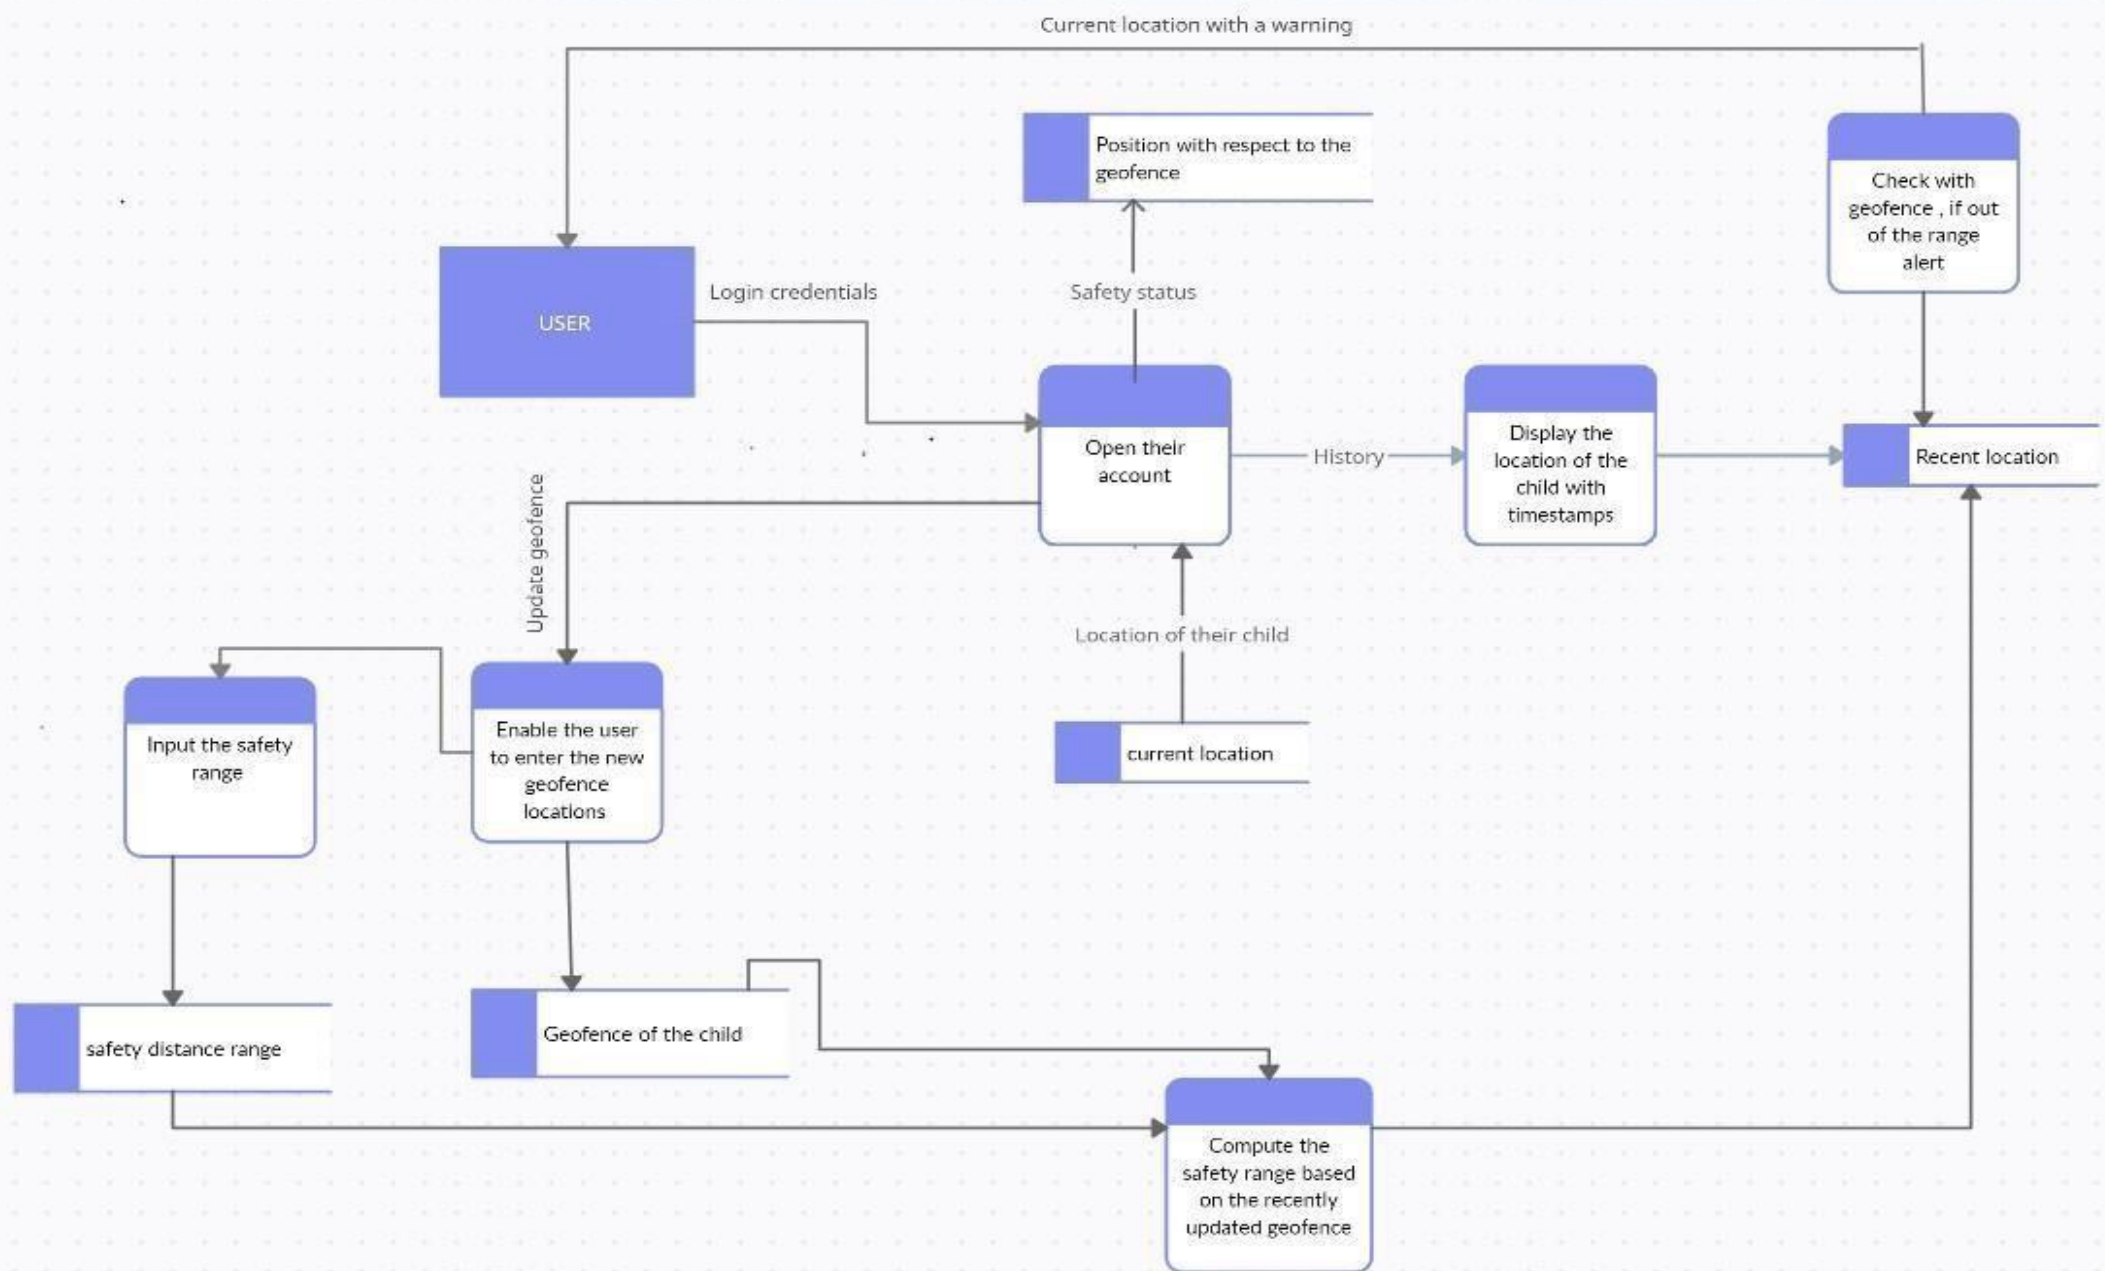 Current location with a warning
Position with respect to the
geofence
Check with
geofence , if out
of the range
alert
USER
Login credentials
Safety status
Open their
account
History
Display the
location of the
child with
timestamps
Recent location
Update geofence
Location of their child
current location
Input the safety
range
Enable the user
to enter the new
geofence
locations
safety distance range
Geofence of the child
Compute the
safety range based
on the recently
updated geofence